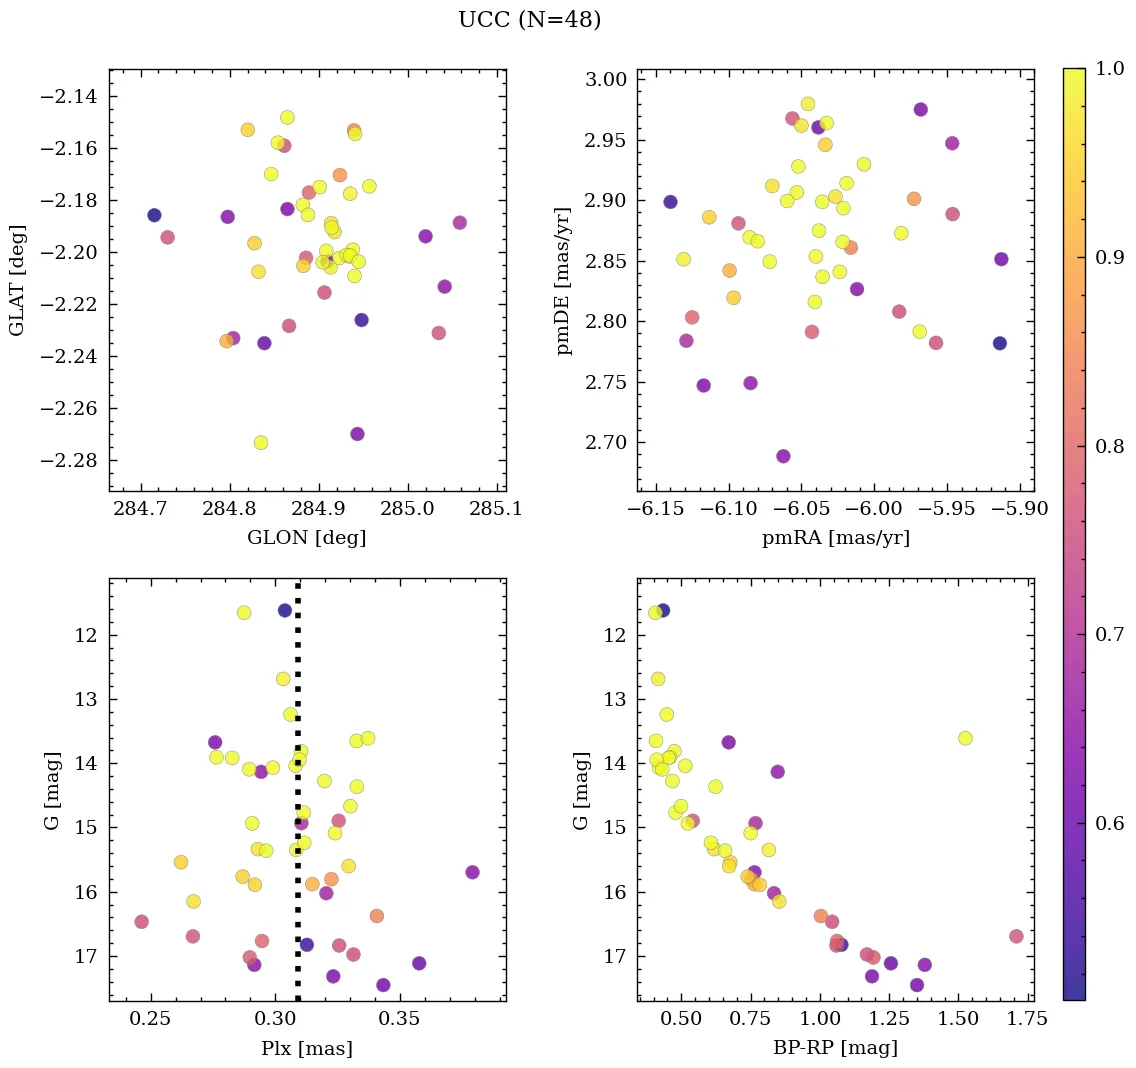 UCC (N=48)
−2.14
−2.16
−2.18
−2.20
−2.22
−2.24
−2.26
−2.28
GLAT [deg]
284.7 284.8 284.9 285.0 285.1
GLON [deg]
3.00
2.95
2.90
2.85
2.80
2.75
2.70
pmDE [mas/yr]
−6.15 −6.10 −6.05 −6.00 −5.95 −5.90
pmRA [mas/yr]
1.0
0.9
0.8
0.7
0.6
12
13
14
15
16
17
G [mag]
0.25 0.30 0.35
Plx [mas]
12
13
14
15
16
17
G [mag]
0.50 0.75 1.00 1.25 1.50 1.75
BP-RP [mag]